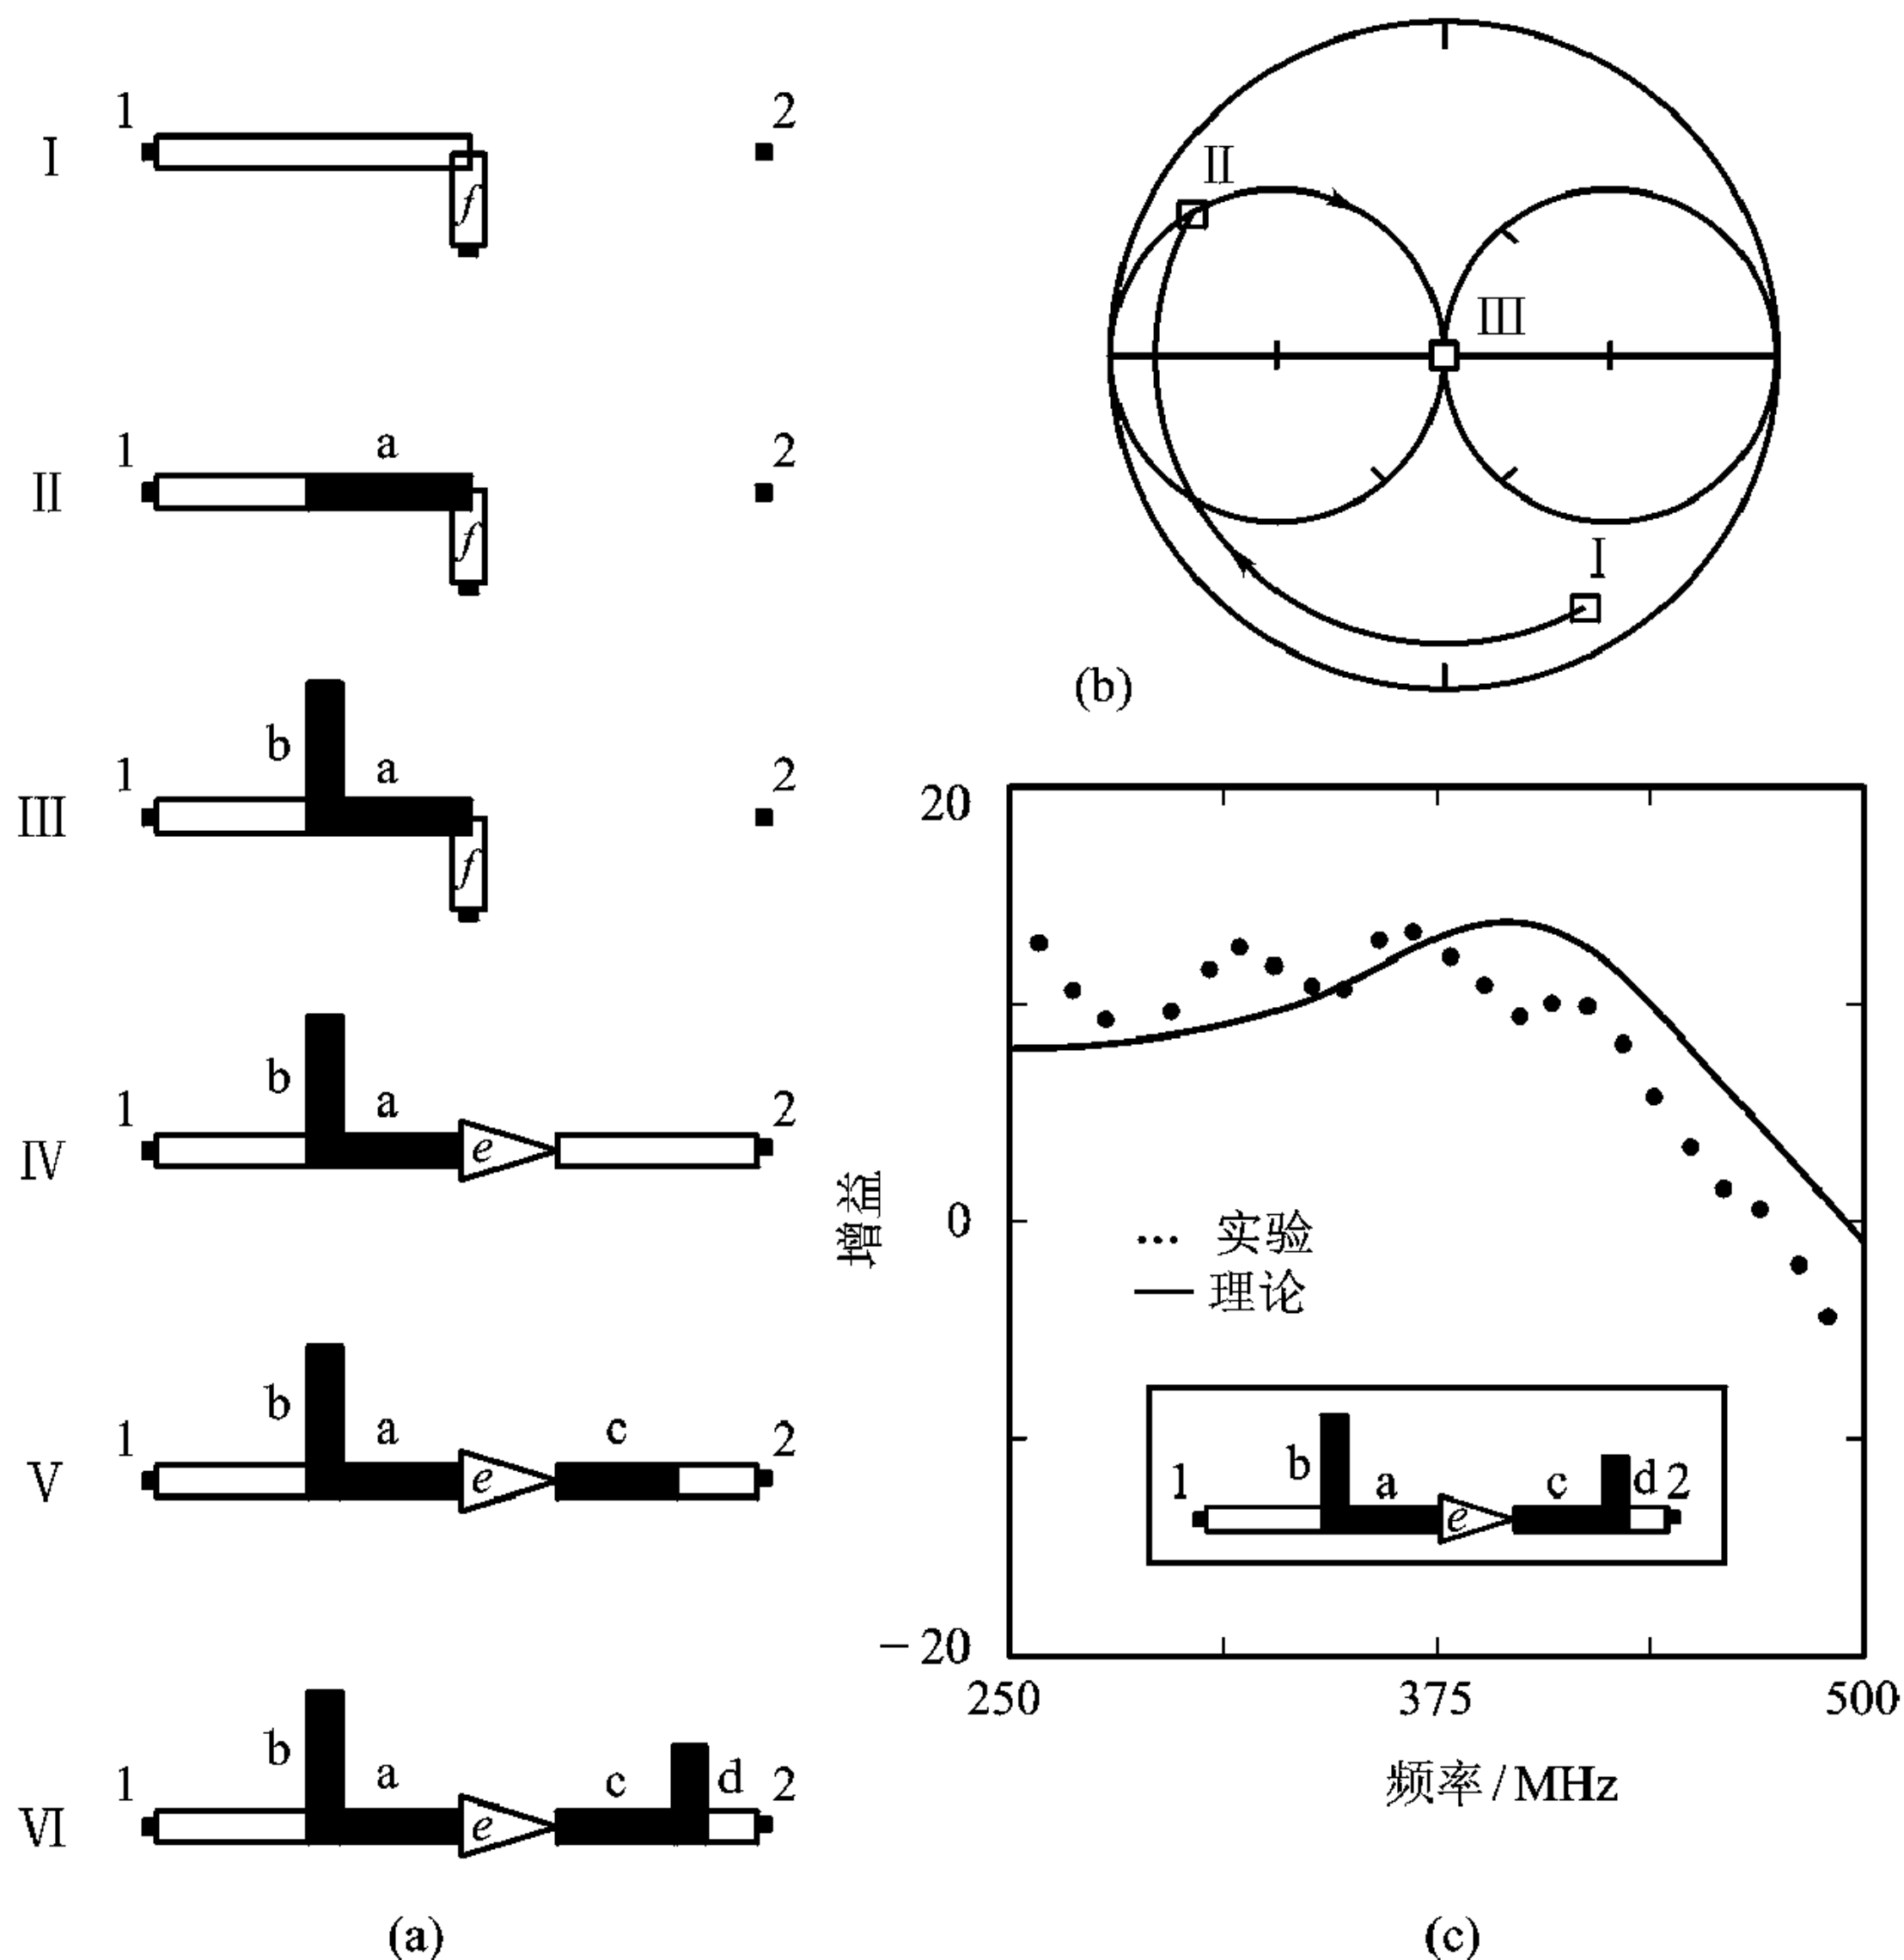 1 2
I
f
1 a 2
II
f
b
1 a 2
III
f
b
1 a 2
IV e
b
1 a c 2
V e
b
1 a c d 2
VI e
(a)
II
III
I
(b)
20
0
−20
增益
实验
理论
b
1 a c d 2
e
250 375 500
频率/MHz
(c)